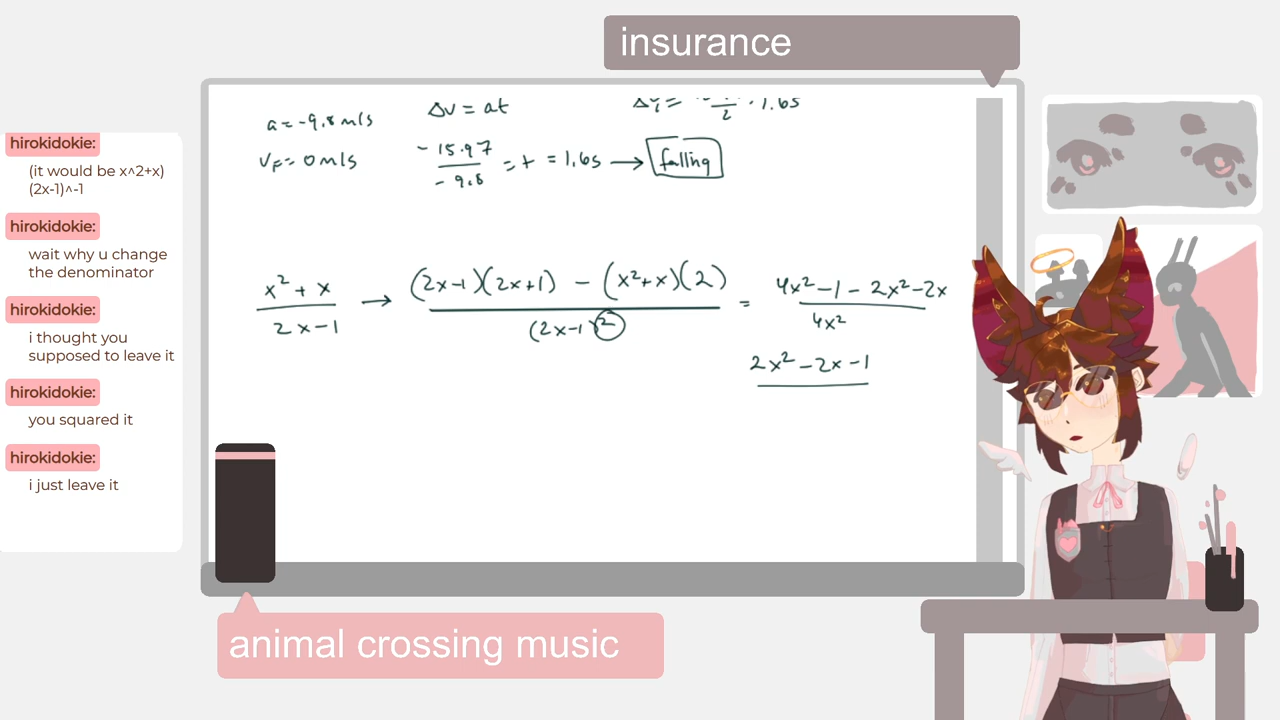 insurance
hirokidokie:
(it would be x^2+x)
(2x-1)^-1
hirokidokie:
wait why u change
the denominator
hirokidokie:
i thought you
supposed to leave it
hirokidokie:
you squared it
hirokidokie:
i just leave it
a = -9.8 m/s
Δv = at
2 · 1.65
v_F = 0 m/s
-15.97 / -9.8 = t = 1.6s → falling
x² + x / 2x-1 → (2x-1)(2x+1) - (x²+x)(2) / (2x-1)² = 4x² - 1 - 2x² - 2x / 4x²
2x² - 2x - 1
animal crossing music